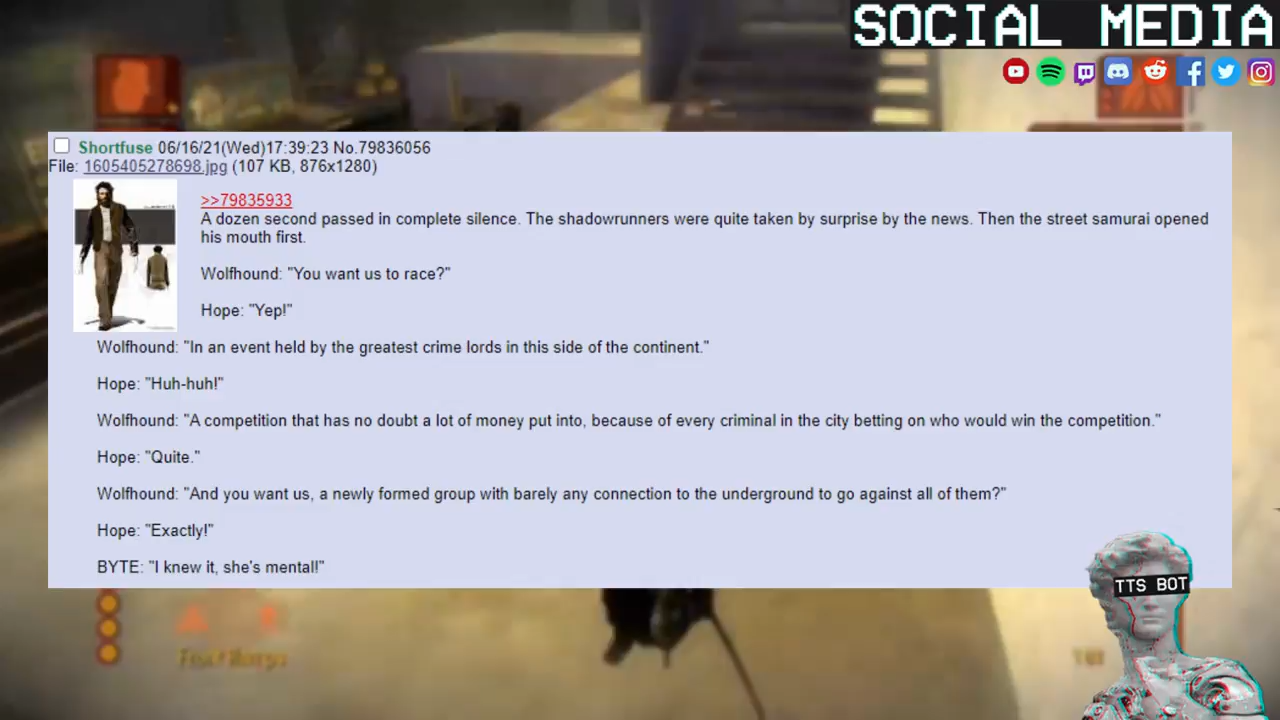 SOCIAL MEDIA
Shortfuse 06/16/21(Wed)17:39:23 No.79836056
File: 1605405278698.jpg (107 KB, 876x1280)
>>79835933
A dozen second passed in complete silence. The shadowrunners were quite taken by surprise by the news. Then the street samurai opened
his mouth first.
Wolfhound: "You want us to race?"
Hope: "Yep!"
Wolfhound: "In an event held by the greatest crime lords in this side of the continent."
Hope: "Huh-huh!"
Wolfhound: "A competition that has no doubt a lot of money put into, because of every criminal in the city betting on who would win the competition."
Hope: "Quite."
Wolfhound: "And you want us, a newly formed group with barely any connection to the underground to go against all of them?"
Hope: "Exactly!"
BYTE: "I knew it, she's mental!"
TTS BOT